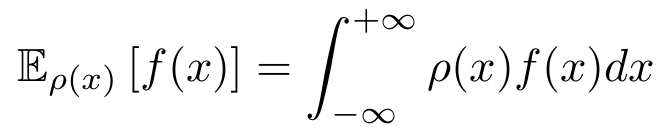 𝔼_{ρ(x)} [f(x)] = ∫_{−∞}^{+∞} ρ(x)f(x)dx